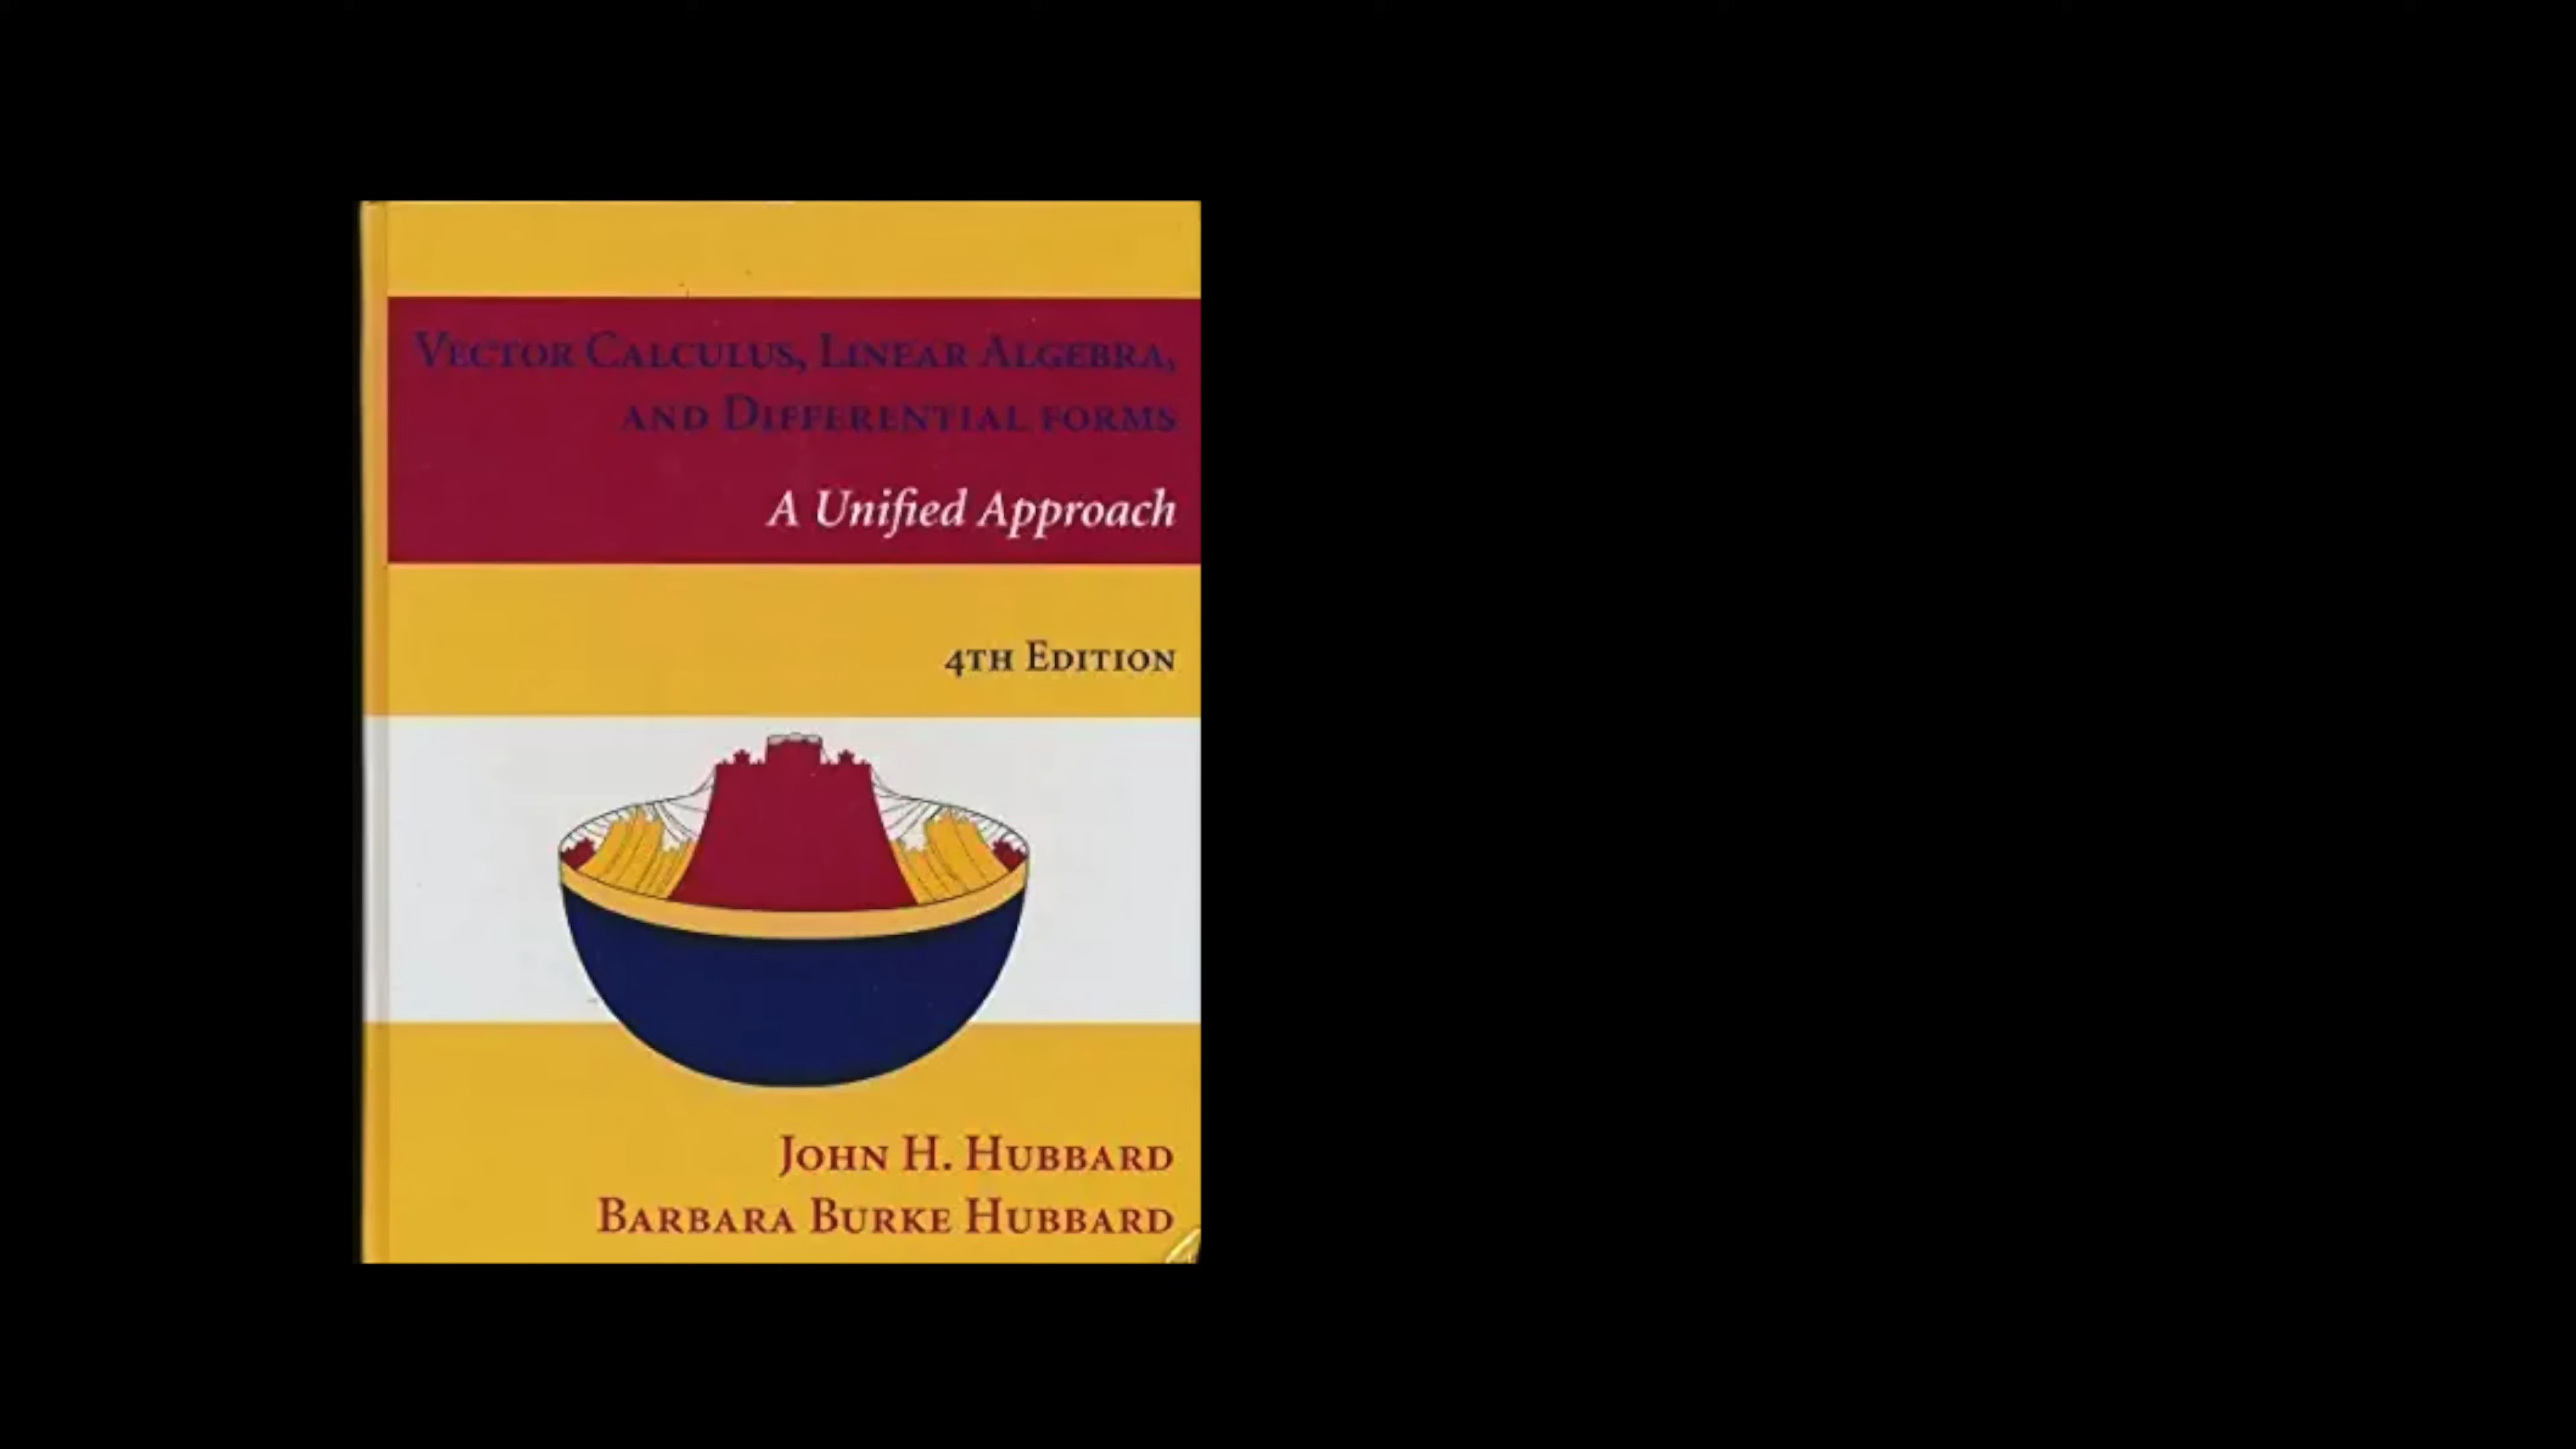 Vector Calculus, Linear Algebra,
and Differential forms
A Unified Approach
4th Edition
John H. Hubbard
Barbara Burke Hubbard